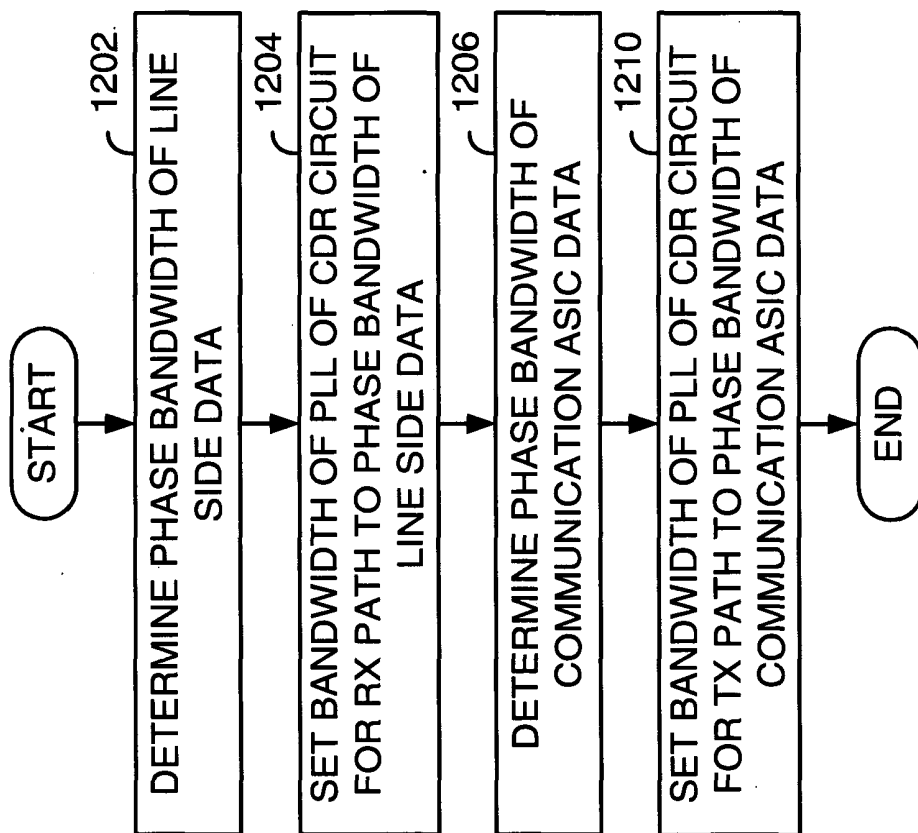 START
1202
DETERMINE PHASE BANDWIDTH OF LINE
SIDE DATA
1204
SET BANDWIDTH OF PLL OF CDR CIRCUIT
FOR RX PATH TO PHASE BANDWIDTH OF
LINE SIDE DATA
1206
DETERMINE PHASE BANDWIDTH OF
COMMUNICATION ASIC DATA
1210
SET BANDWIDTH OF PLL OF CDR CIRCUIT
FOR TX PATH TO PHASE BANDWIDTH OF
COMMUNICATION ASIC DATA
END